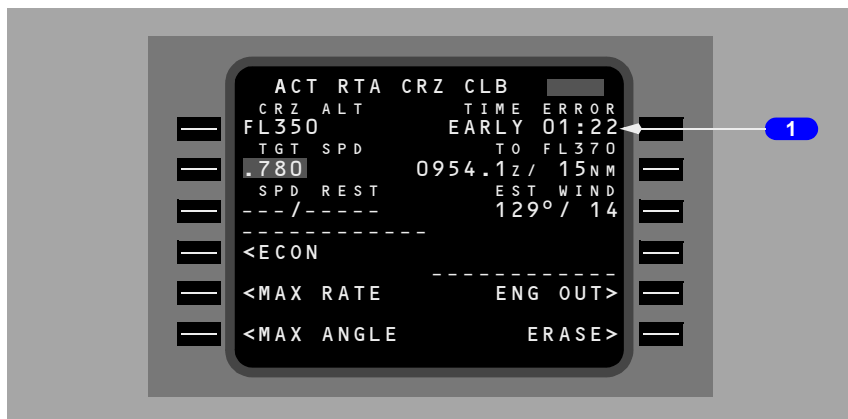 ACT RTA CRZ CLB
CRZ ALT TIME ERROR
FL350 EARLY 01:22
1
TGT SPD TO FL370
.780 0954.1Z/ 15NM
SPD REST EST WIND
---/----- 129°/ 14
------------
<ECON
------------
<MAX RATE ENG OUT>
<MAX ANGLE ERASE>